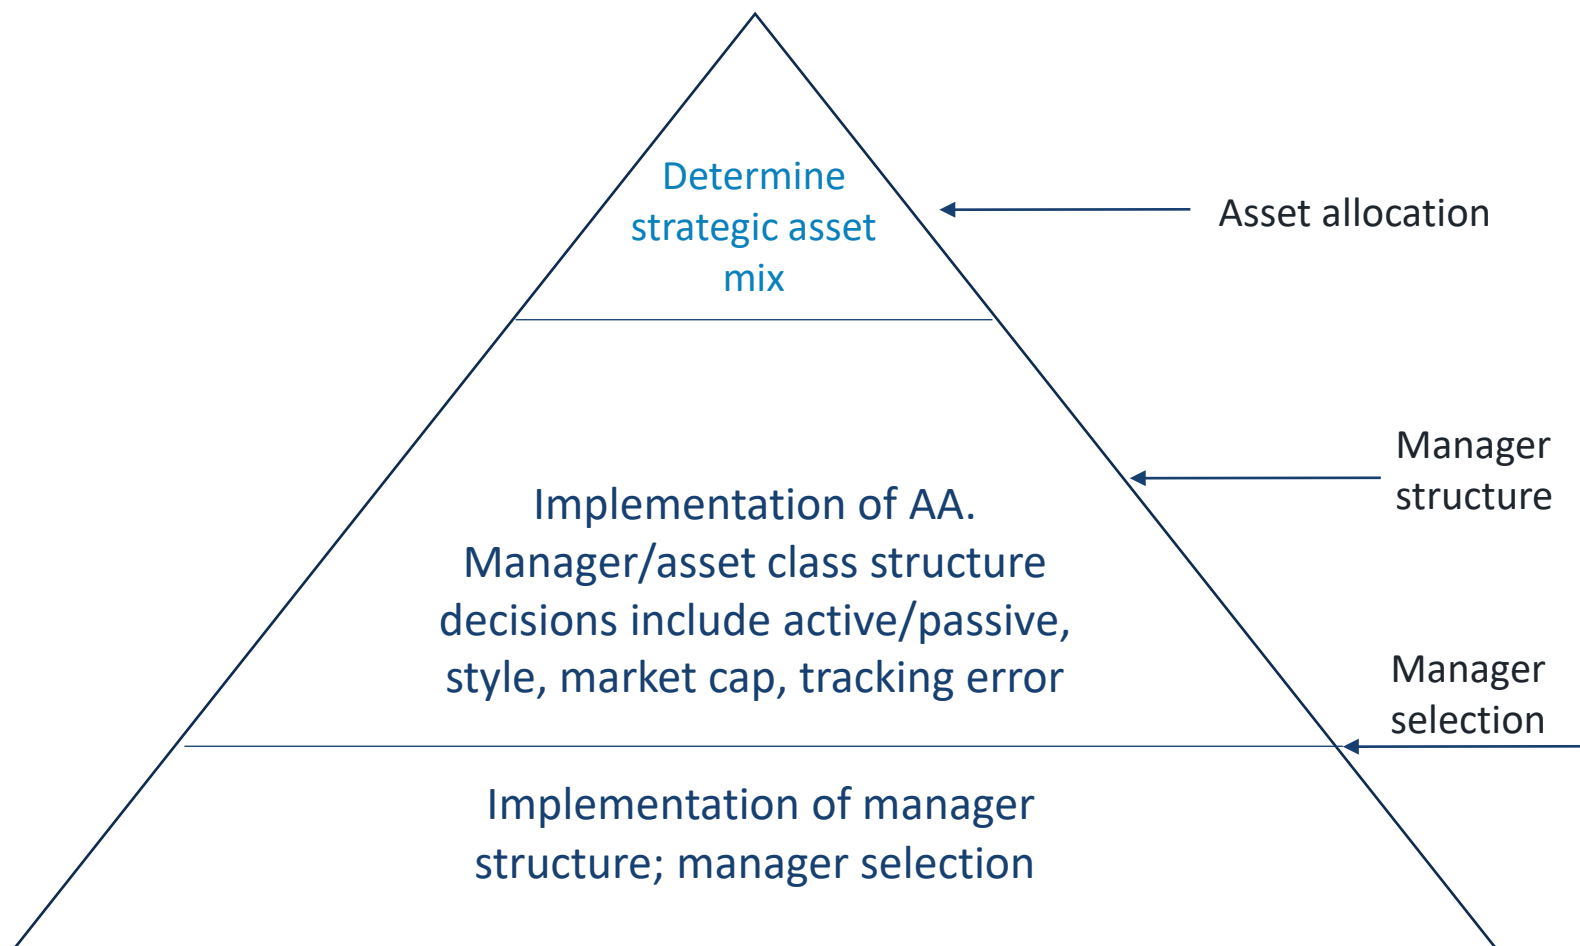 Determine
strategic asset
mix
Asset allocation
Manager
structure
Implementation of AA.
Manager/asset class structure
decisions include active/passive,
style, market cap, tracking error
Manager
selection
Implementation of manager
structure; manager selection